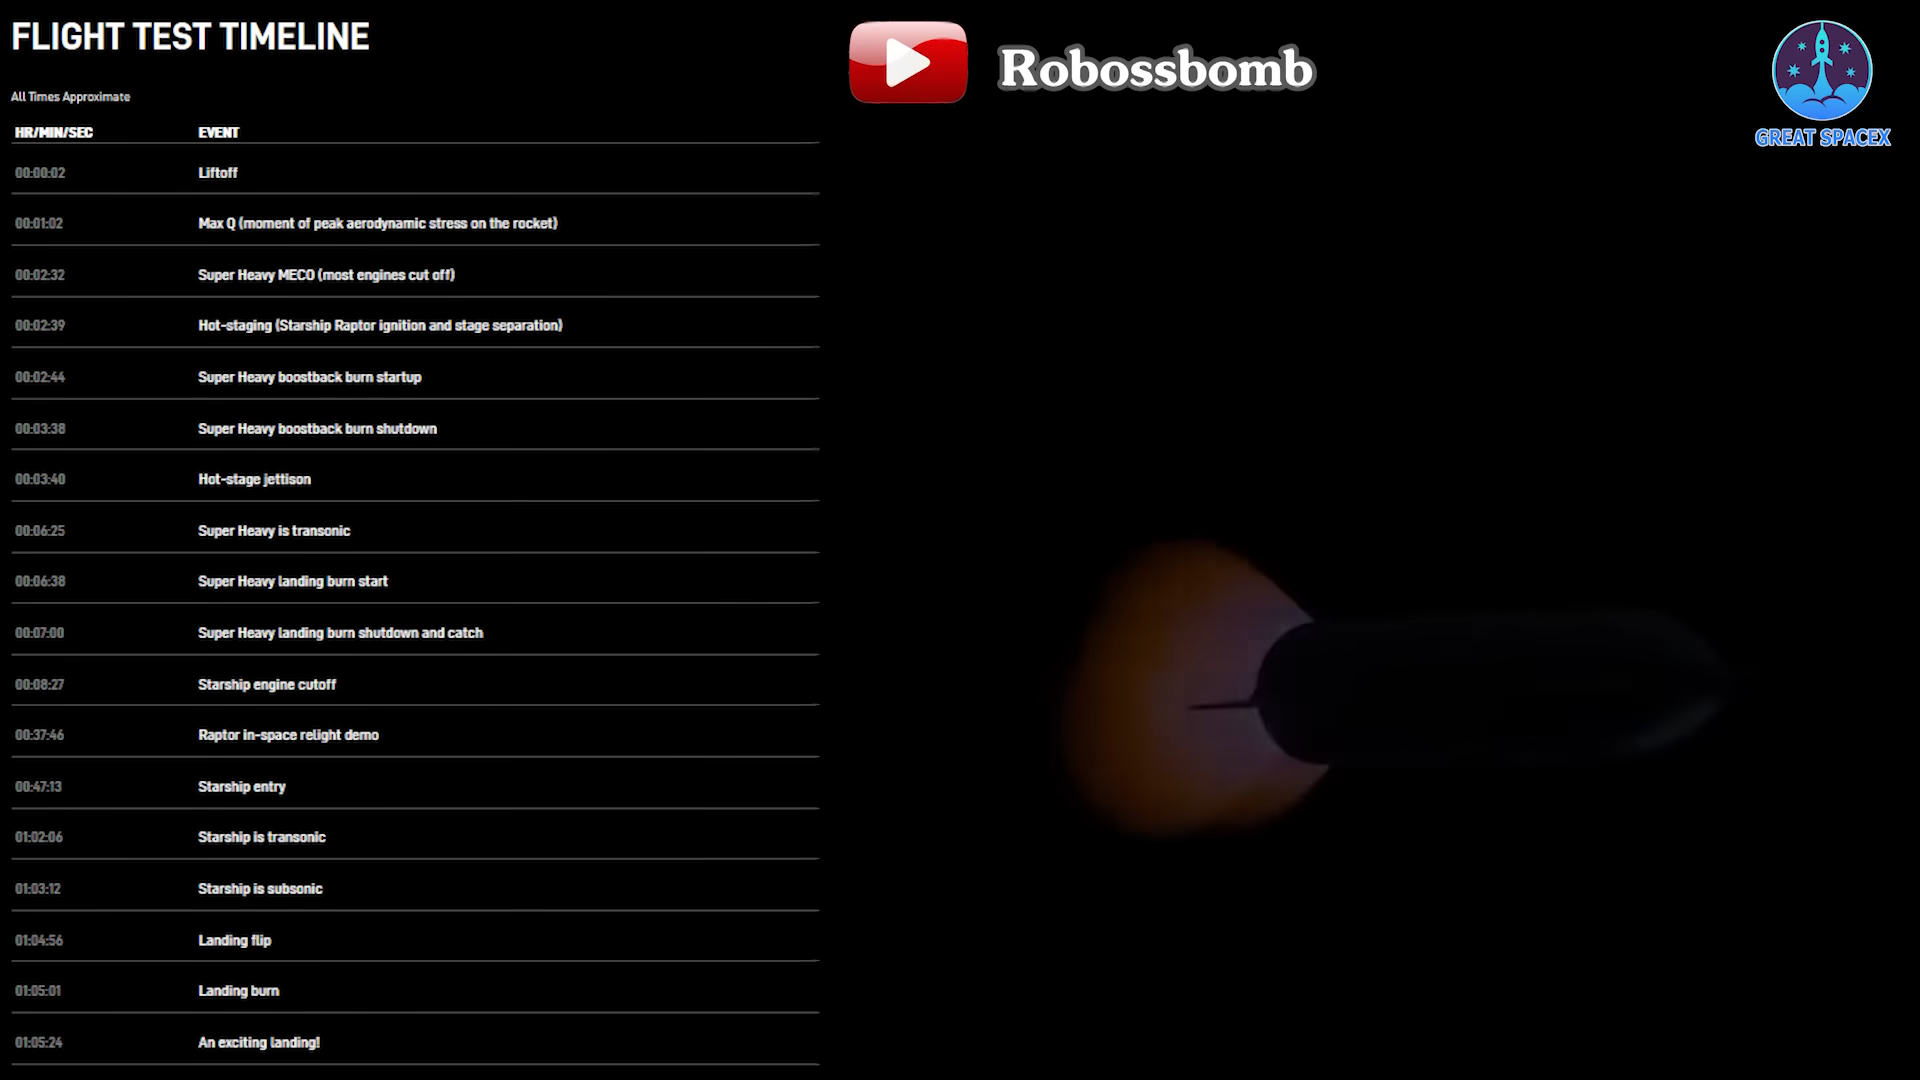 FLIGHT TEST TIMELINE
All Times Approximate
HR/MIN/SEC EVENT
00:00:02 Liftoff
00:01:02 Max Q (moment of peak aerodynamic stress on the rocket)
00:02:32 Super Heavy MECO (most engines cut off)
00:02:39 Hot-staging (Starship Raptor ignition and stage separation)
00:02:44 Super Heavy boostback burn startup
00:03:38 Super Heavy boostback burn shutdown
00:03:40 Hot-stage jettison
00:06:25 Super Heavy is transonic
00:06:38 Super Heavy landing burn start
00:07:00 Super Heavy landing burn shutdown and catch
00:08:27 Starship engine cutoff
00:37:46 Raptor in-space relight demo
00:47:13 Starship entry
01:02:06 Starship is transonic
01:03:12 Starship is subsonic
01:04:56 Landing flip
01:05:01 Landing burn
01:05:24 An exciting landing!
Robossbomb
GREAT SPACEX